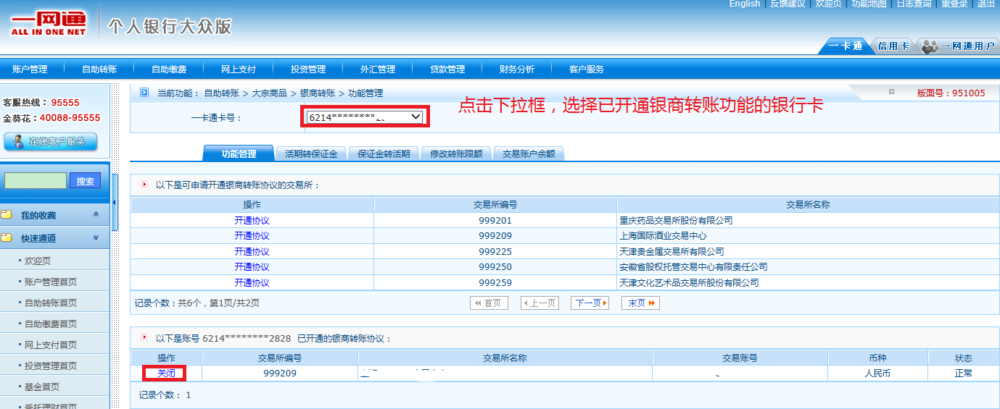 English | 反馈建议 | 欢迎页 | 功能地图 | 日志查询 | 重登录 | 退出
一网通
ALL IN ONE NET
个人银行大众版
一卡通 信用卡 一网通用户
账户管理 自助转账 自助缴费 网上支付 投资管理 外汇管理 贷款管理 财务分析 客户服务
客服热线：95555
金葵花：40088-95555
在线客户服务
搜索
我的收藏
快速通道
欢迎页
账户管理首页
自助转账首页
自助缴费首页
网上支付首页
投资管理首页
基金首页
受托理财首页
当前功能： 自助转账 > 大宗商品 > 银商转账 > 功能管理
版面号：951005
一卡通卡号：
6214********2
点击下拉框，选择已开通银商转账功能的银行卡
功能管理 活期转保证金 保证金转活期 修改转账限额 交易账户余额
以下是可申请开通银商转账协议的交易所：
操作 交易所编号 交易所名称
开通协议 999201 重庆药品交易所股份有限公司
开通协议 999209 上海国际酒业交易中心
开通协议 999225 天津贵金属交易所有限公司
开通协议 999250 安徽省股权托管交易中心有限责任公司
开通协议 999259 天津文化艺术品交易所股份有限公司
记录个数：共6个，第1页/共2页
首页 上一页 下一页 末页
以下是账号 6214********2828 已开通的银商转账协议：
操作 交易所编号 交易所名称 交易账号 币种 状态
关闭 999209 人民币 正常
记录个数： 1